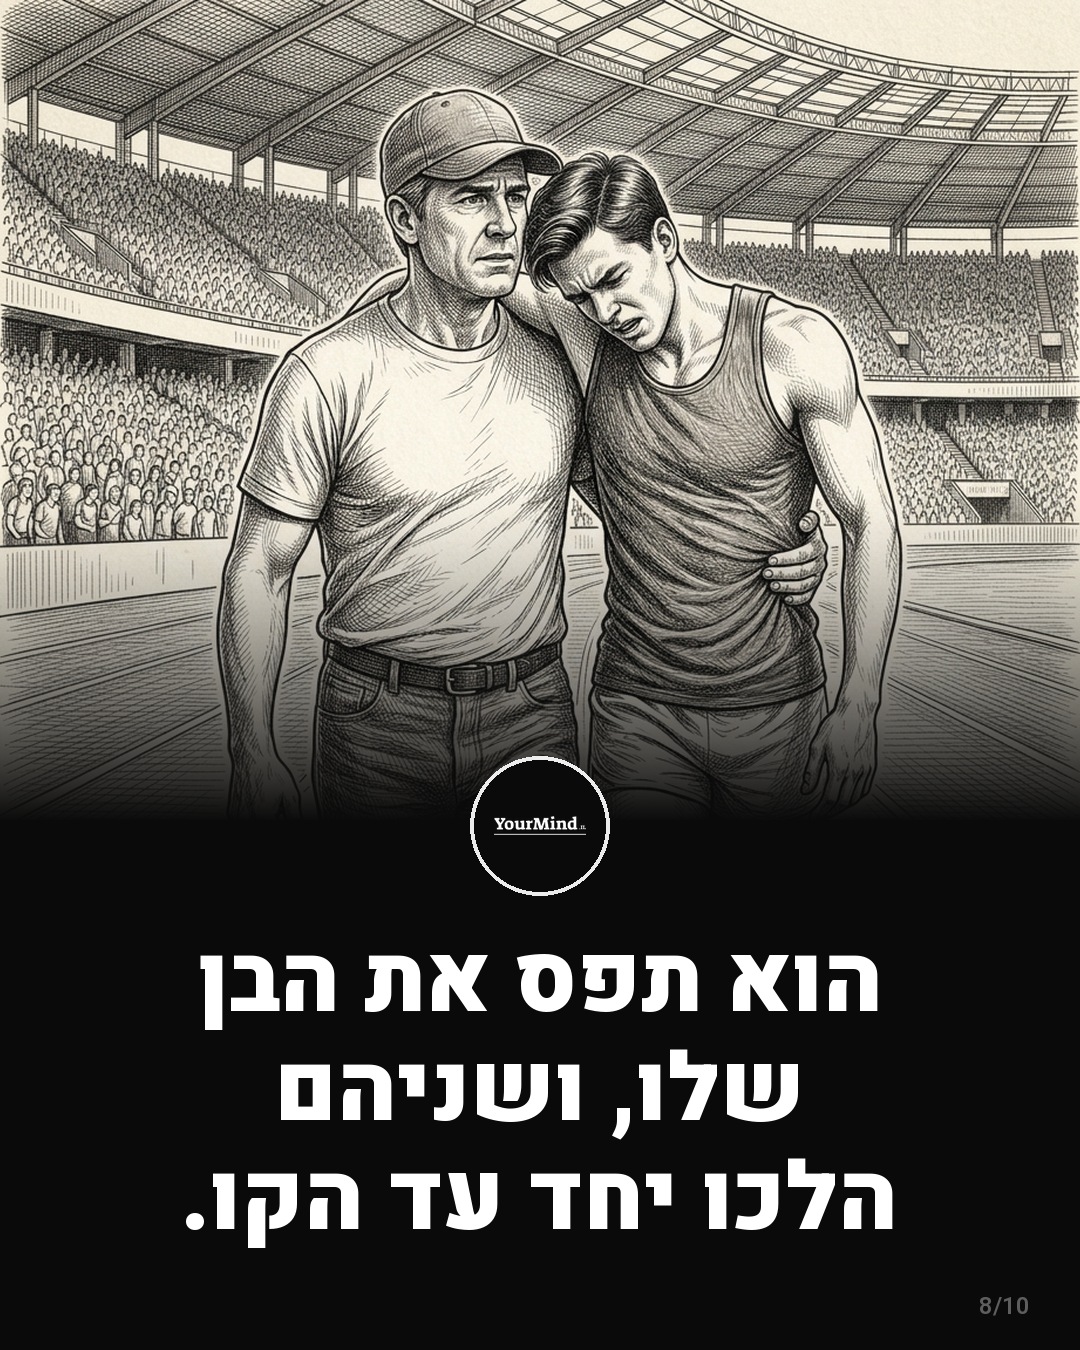 YourMind
הוא תפס את הבן
שלו, ושניהם
הלכו יחד עד הקו.
8/10